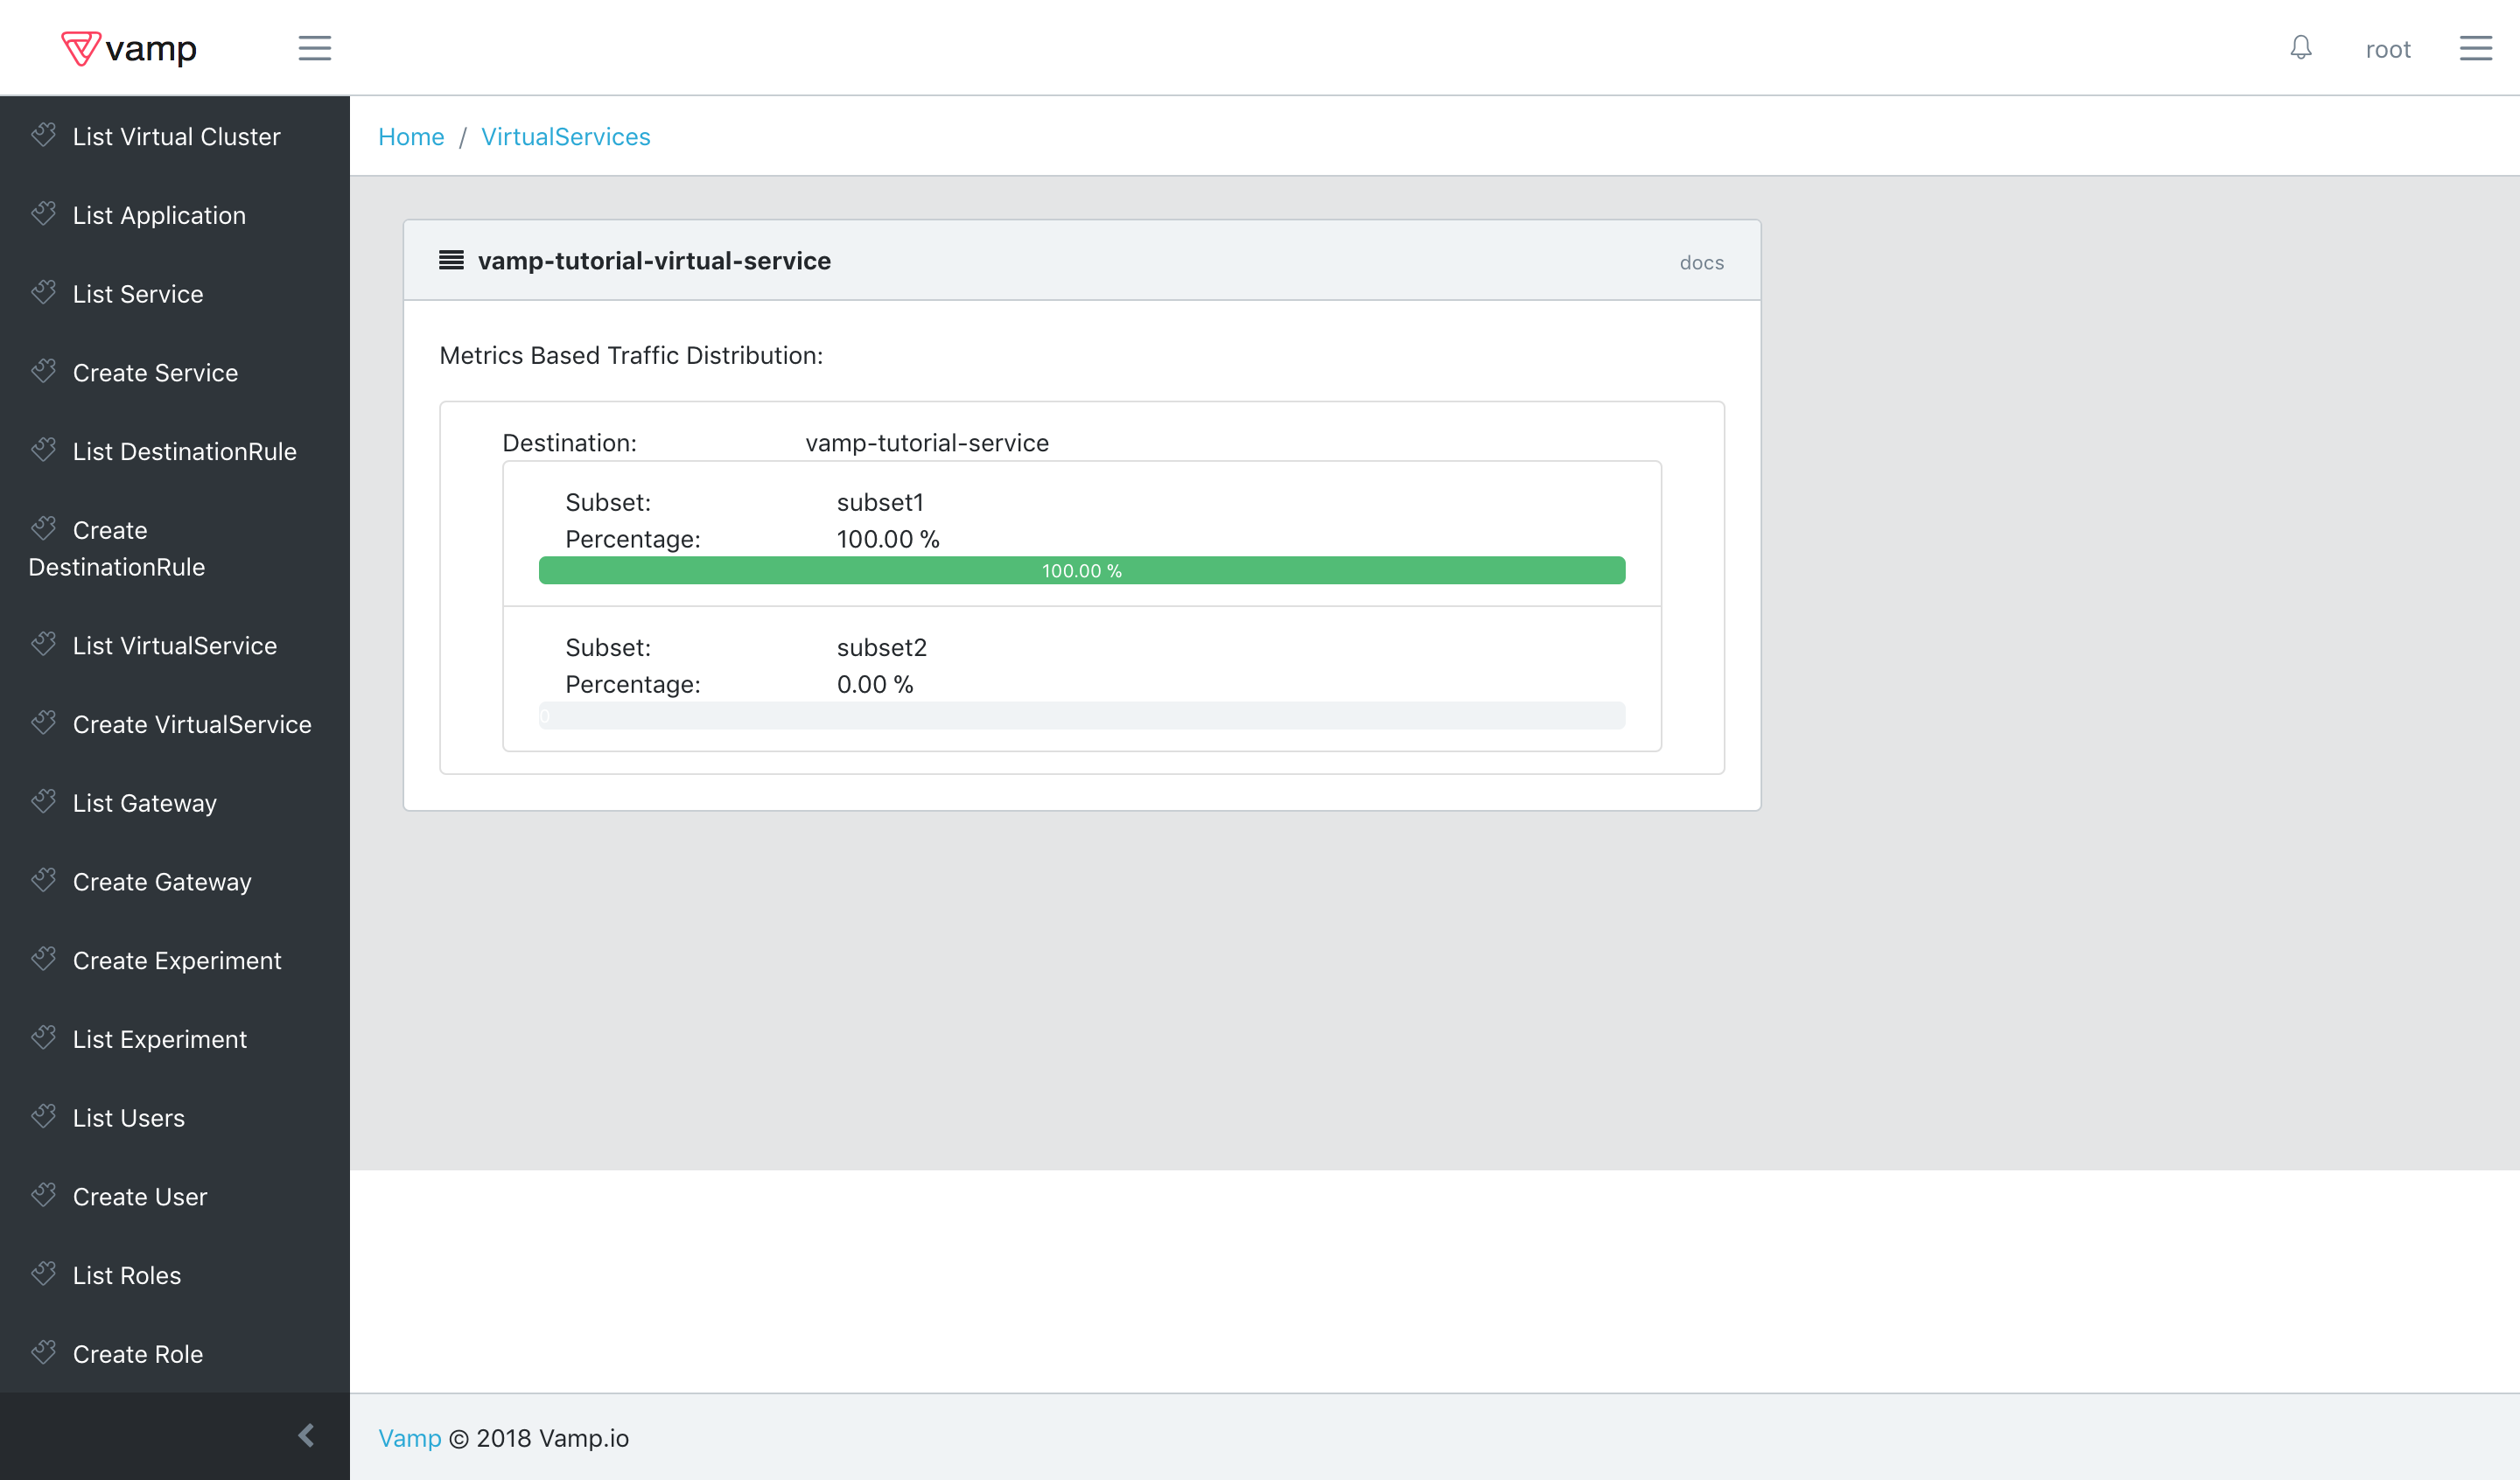 vamp
root
List Virtual Cluster
List Application
List Service
Create Service
List DestinationRule
Create
DestinationRule
List VirtualService
Create VirtualService
List Gateway
Create Gateway
Create Experiment
List Experiment
List Users
Create User
List Roles
Create Role
Home / VirtualServices
vamp-tutorial-virtual-service
docs
Metrics Based Traffic Distribution:
Destination: vamp-tutorial-service
Subset: subset1
Percentage: 100.00 %
100.00 %
Subset: subset2
Percentage: 0.00 %
0
Vamp © 2018 Vamp.io